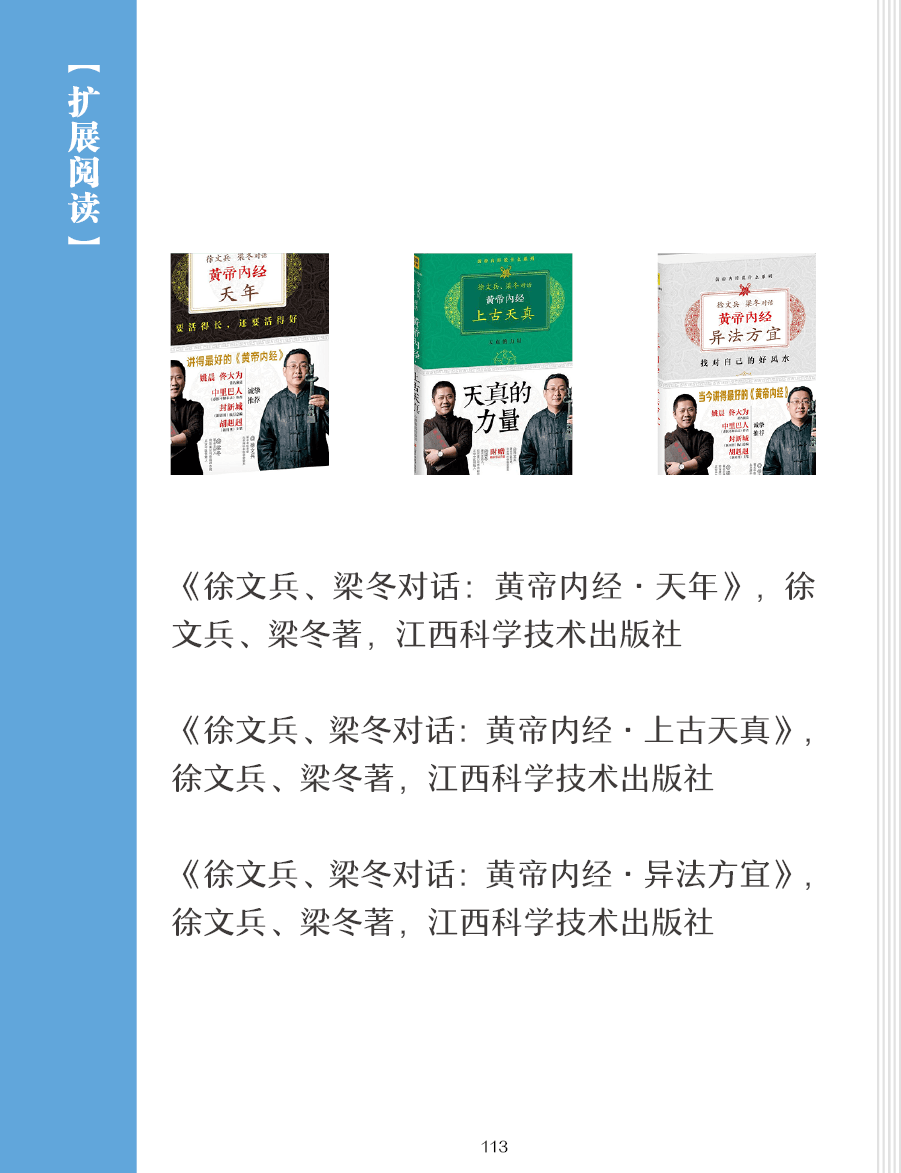 【扩展阅读】
徐文兵 梁冬对话
黄帝内经
天年
要活得长，还要活得好
讲得最好的《黄帝内经》
姚晨 佟大为
中里巴人
封新城
胡赳赳
诚挚
推荐
徐文兵、梁冬对话
黄帝内经
上古天真
天真的
力量
附赠
徐文兵 梁冬对话
黄帝内经
异法方宜
找对自己的好风水
当今讲得最好的《黄帝内经》
姚晨 佟大为
中里巴人
封新城
胡赳赳
诚挚
推荐
《徐文兵、梁冬对话：黄帝内经·天年》，徐
文兵、梁冬著，江西科学技术出版社
《徐文兵、梁冬对话：黄帝内经·上古天真》，
徐文兵、梁冬著，江西科学技术出版社
《徐文兵、梁冬对话：黄帝内经·异法方宜》，
徐文兵、梁冬著，江西科学技术出版社
113